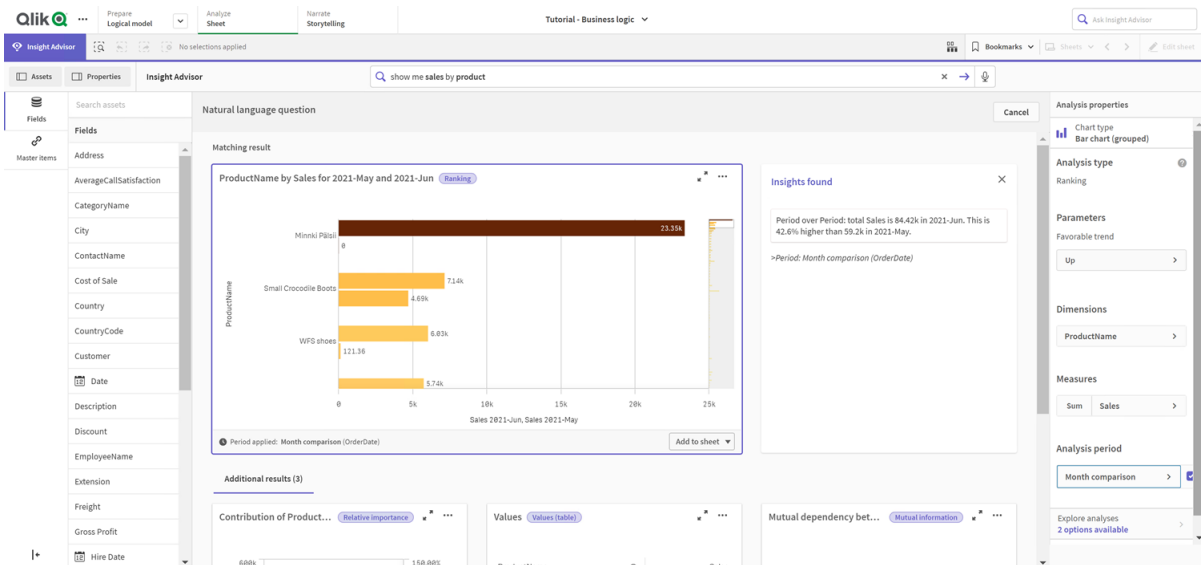 Qlik
Prepare
Logical model
Analyze
Sheet
Narrate
Storytelling
Tutorial - Business logic
Ask Insight Advisor
Insight Advisor
No selections applied
Bookmarks
Sheets
Edit sheet
Assets
Properties
Insight Advisor
show me sales by product
Fields
Master items
Search assets
Fields
Address
AverageCallSatisfaction
CategoryName
City
ContactName
Cost of Sale
Country
CountryCode
Customer
Date
Description
Discount
EmployeeName
Extension
Freight
Gross Profit
Hire Date
Natural language question
Cancel
Matching result
ProductName by Sales for 2021-May and 2021-Jun
Ranking
ProductName
Minnki Pälsii
23.35k
0
Small Crocodile Boots
7.14k
4.69k
WFS shoes
6.03k
121.36
5.74k
0
5k
10k
15k
20k
25k
Sales 2021-Jun, Sales 2021-May
Period applied: Month comparison (OrderDate)
Add to sheet
Insights found
Period over Period: total Sales is 84.42k in 2021-Jun. This is
42.6% higher than 59.2k in 2021-May.
>Period: Month comparison (OrderDate)
Additional results (3)
Contribution of Product...
Relative importance
600k
150.00%
Values
Values (table)
Mutual dependency bet...
Mutual information
Analysis properties
Chart type
Bar chart (grouped)
Analysis type
Ranking
Parameters
Favorable trend
Up
Dimensions
ProductName
Measures
Sum
Sales
Analysis period
Month comparison
Explore analyses
2 options available